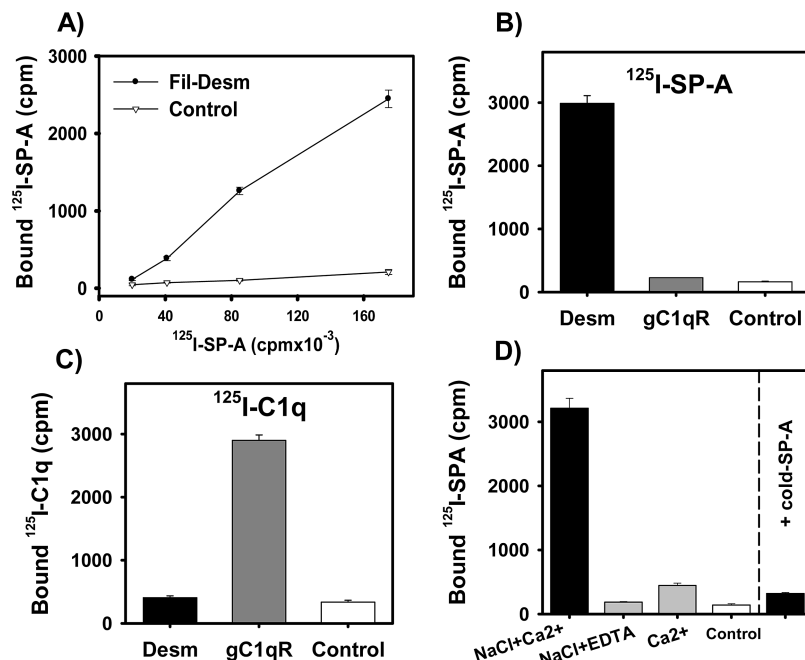 A)
3000
2000
1000
0
Bound ¹²⁵I-SP-A (cpm)
Fil-Desm
Control
0 40 80 120 160
¹²⁵I-SP-A (cpmx10⁻³)
B)
¹²⁵I-SP-A
3000
2000
1000
0
Bound ¹²⁵I-SP-A (cpm)
Desm gC1qR Control
C)
¹²⁵I-C1q
3000
2000
1000
0
Bound ¹²⁵I-C1q (cpm)
Desm gC1qR Control
D)
3000
2000
1000
0
Bound ¹²⁵I-SPA (cpm)
+ cold-SP-A
NaCl+Ca2+ NaCl+EDTA Ca2+ Control